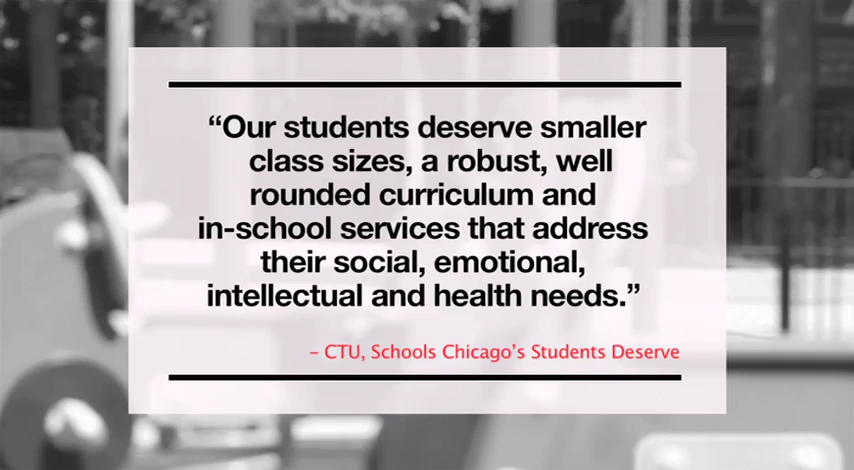 “Our students deserve smaller
class sizes, a robust, well
rounded curriculum and
in-school services that address
their social, emotional,
intellectual and health needs.”
– CTU, Schools Chicago’s Students Deserve